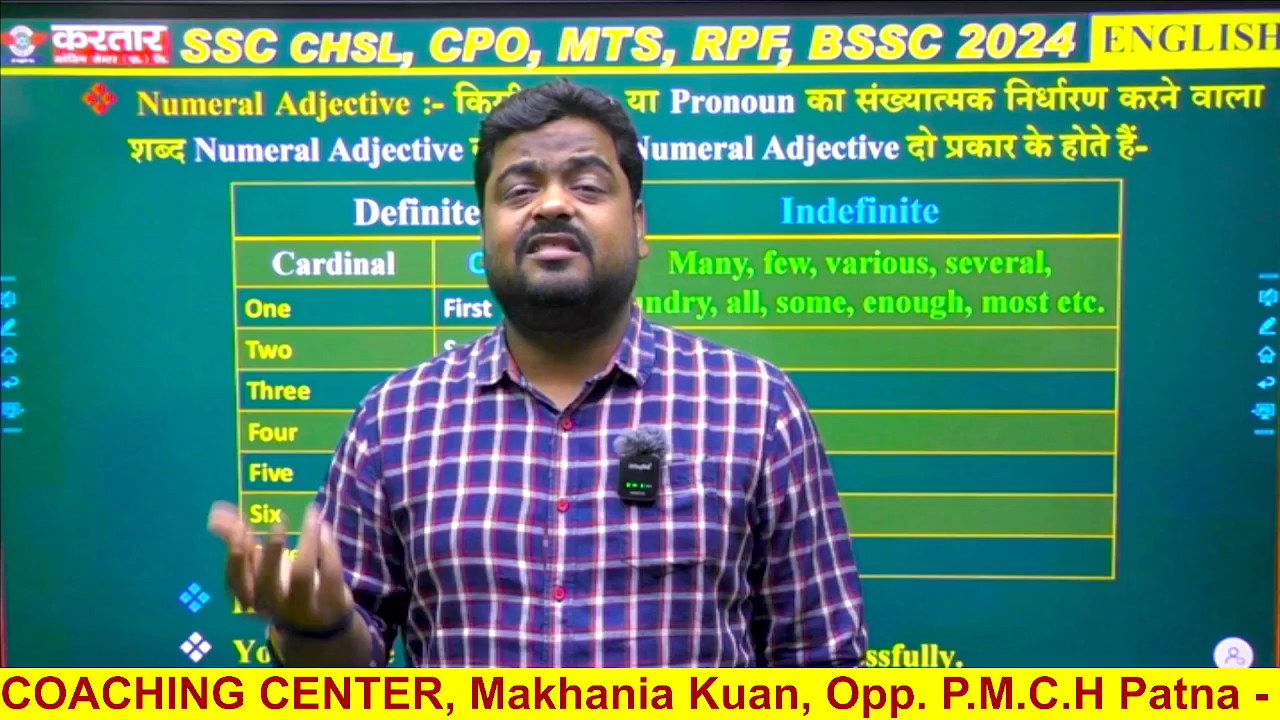 करतार
SSC CHSL, CPO, MTS, RPF, BSSC 2024
ENGLISH
Numeral Adjective :- या Pronoun का संख्यात्मक निर्धारण करने वाला
शब्द Numeral Adjective Numeral Adjective दो प्रकार के होते हैं-
Definite Indefinite
Cardinal Many, few, various, several,
One First all, some, enough, most etc.
Two
Three
Four
Five
Six
COACHING CENTER, Makhania Kuan, Opp. P.M.C.H Patna -